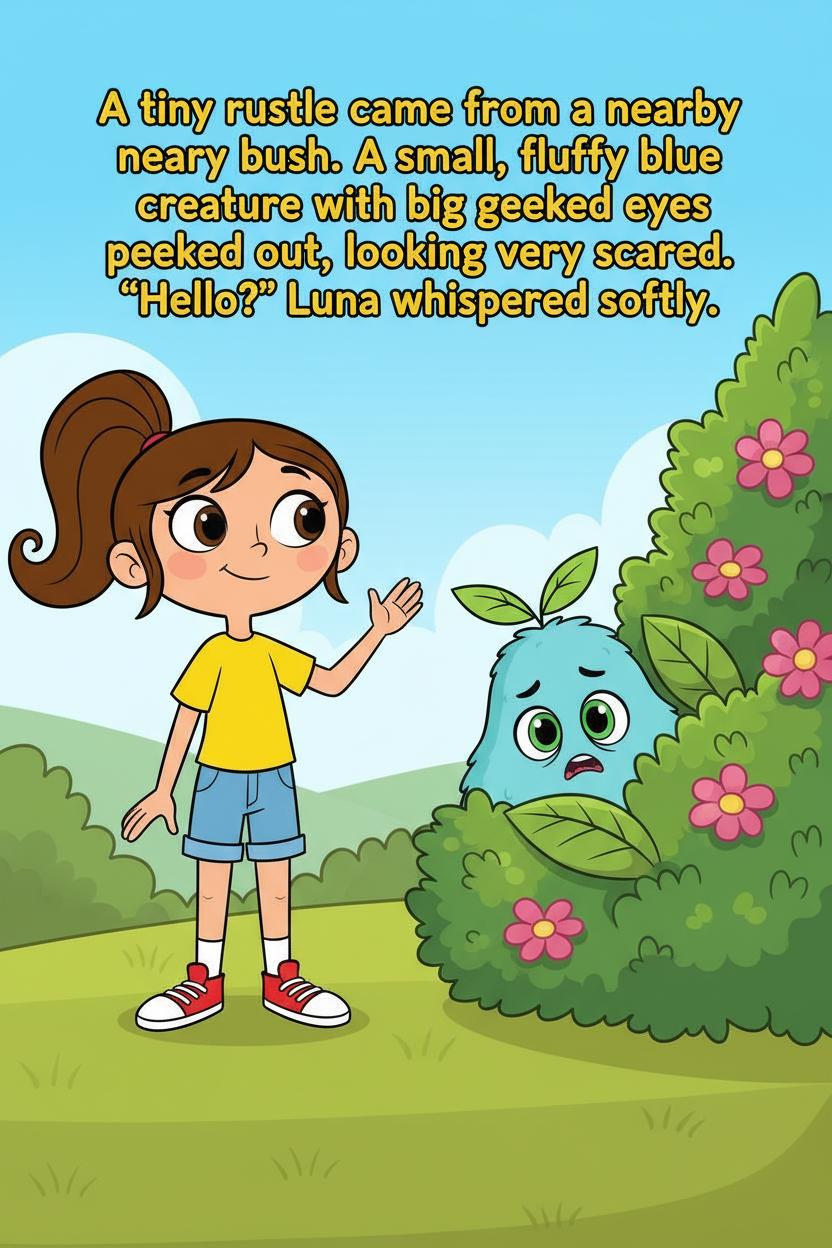 A tiny rustle came from a nearby
neary bush. A small, fluffy blue
creature with big geeked eyes
peeked out, looking very scared.
“Hello?” Luna whispered softly.